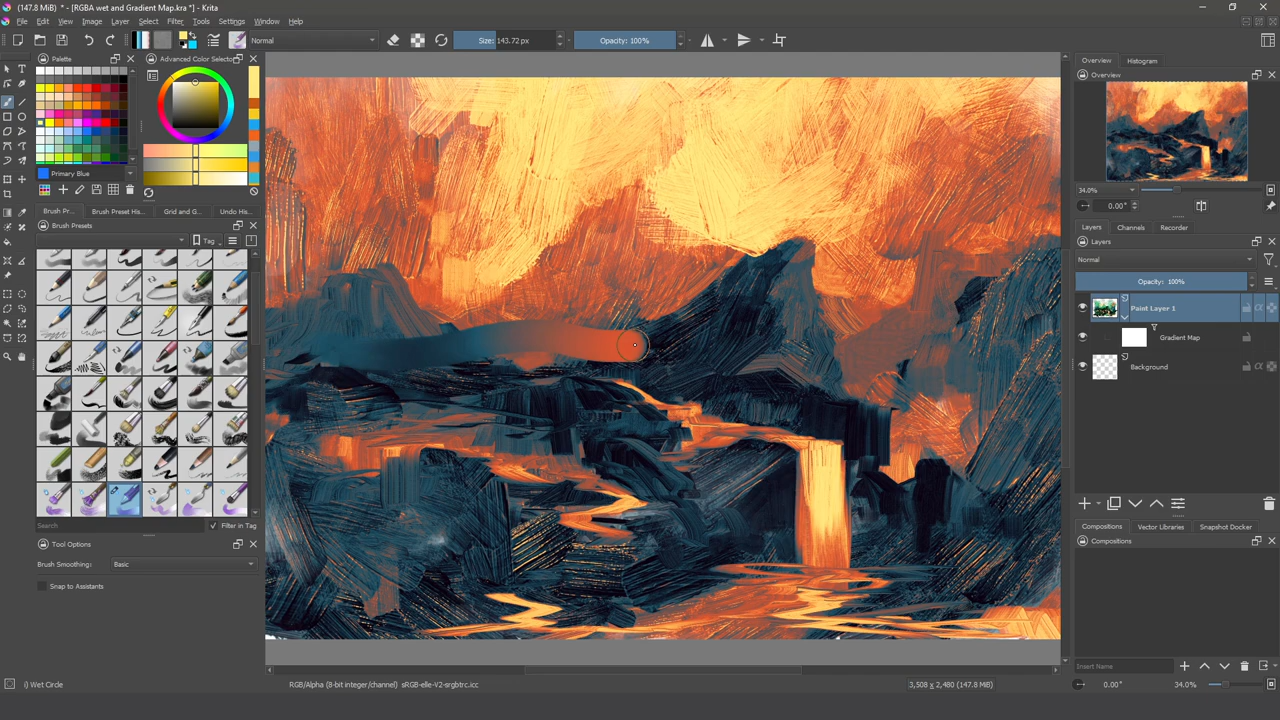 (147.8 MiB) * - [RGBA wet and Gradient Map.kra *] - Krita
File Edit View Image Layer Select Filter Tools Settings Window Help
Normal
Size: 143.72 px
Opacity: 100%
Palette
Advanced Color Selector
Primary Blue
Brush Pr...
Brush Preset His...
Grid and G...
Undo His...
Brush Presets
Tag
Search
Filter in Tag
Tool Options
Brush Smoothing:
Basic
Snap to Assistants
Overview
Histogram
Overview
34.0%
0.00°
Layers
Channels
Recorder
Layers
Normal
Opacity: 100%
Paint Layer 1
Gradient Map
Background
Compositions
Vector Libraries
Snapshot Docker
Compositions
Insert Name
i) Wet Circle
RGB/Alpha (8-bit integer/channel) sRGB-elle-V2-srgbtrc.icc
3,508 x 2,480 (147.8 MiB)
0.00°
34.0%